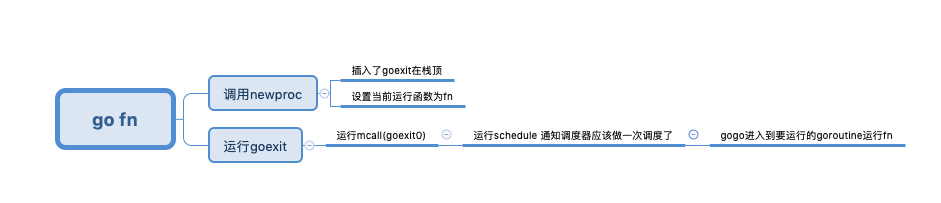 go fn
调用newproc
插入了goexit在栈顶
设置当前运行函数为fn
运行goexit
运行mcall(goexit0)
运行schedule 通知调度器应该做一次调度了
gogo进入到要运行的goroutine运行fn